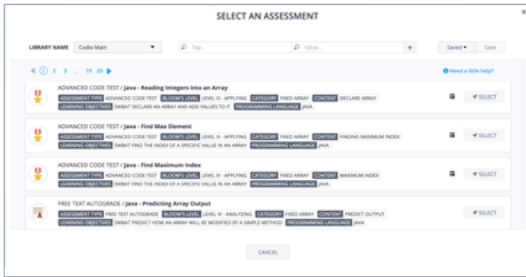 SELECT AN ASSESSMENT
×
LIBRARY NAME Codio Main Tag... Value... + Saved Save
1 2 3 ... 19 20 Need a little help?
ADVANCED CODE TEST / Java - Reading Integers into an Array
ASSESSMENT TYPE ADVANCED CODE TEST BLOOM'S LEVEL LEVEL III - APPLYING CATEGORY FIXED ARRAY CONTENT DECLARE ARRAY
LEARNING OBJECTIVES SWBAT DECLARE AN ARRAY AND ADD VALUES TO IT PROGRAMMING LANGUAGE JAVA
SELECT
ADVANCED CODE TEST / Java - Find Max Element
ASSESSMENT TYPE ADVANCED CODE TEST BLOOM'S LEVEL LEVEL III - APPLYING CATEGORY FIXED ARRAY CONTENT FINDING MAXIMUM INDEX
LEARNING OBJECTIVES SWBAT FIND THE INDEX OF A SPECIFIC VALUE IN AN ARRAY PROGRAMMING LANGUAGE JAVA
SELECT
ADVANCED CODE TEST / Java - Find Maximum Index
ASSESSMENT TYPE ADVANCED CODE TEST BLOOM'S LEVEL LEVEL III - APPLYING CATEGORY FIXED ARRAY CONTENT MAXIMUM INDEX
LEARNING OBJECTIVES SWBAT FIND THE INDEX OF A SPECIFIC VALUE IN AN ARRAY PROGRAMMING LANGUAGE JAVA
SELECT
FREE TEXT AUTOGRADE / Java - Predicting Array Output
ASSESSMENT TYPE FREE TEXT AUTOGRADE BLOOM'S LEVEL LEVEL IV - ANALYZING CATEGORY FIXED ARRAY CONTENT PREDICT OUTPUT
LEARNING OBJECTIVES SWBAT PREDICT HOW AN ARRAY WILL BE MODIFIED BY A SIMPLE METHOD PROGRAMMING LANGUAGE JAVA
SELECT
CANCEL